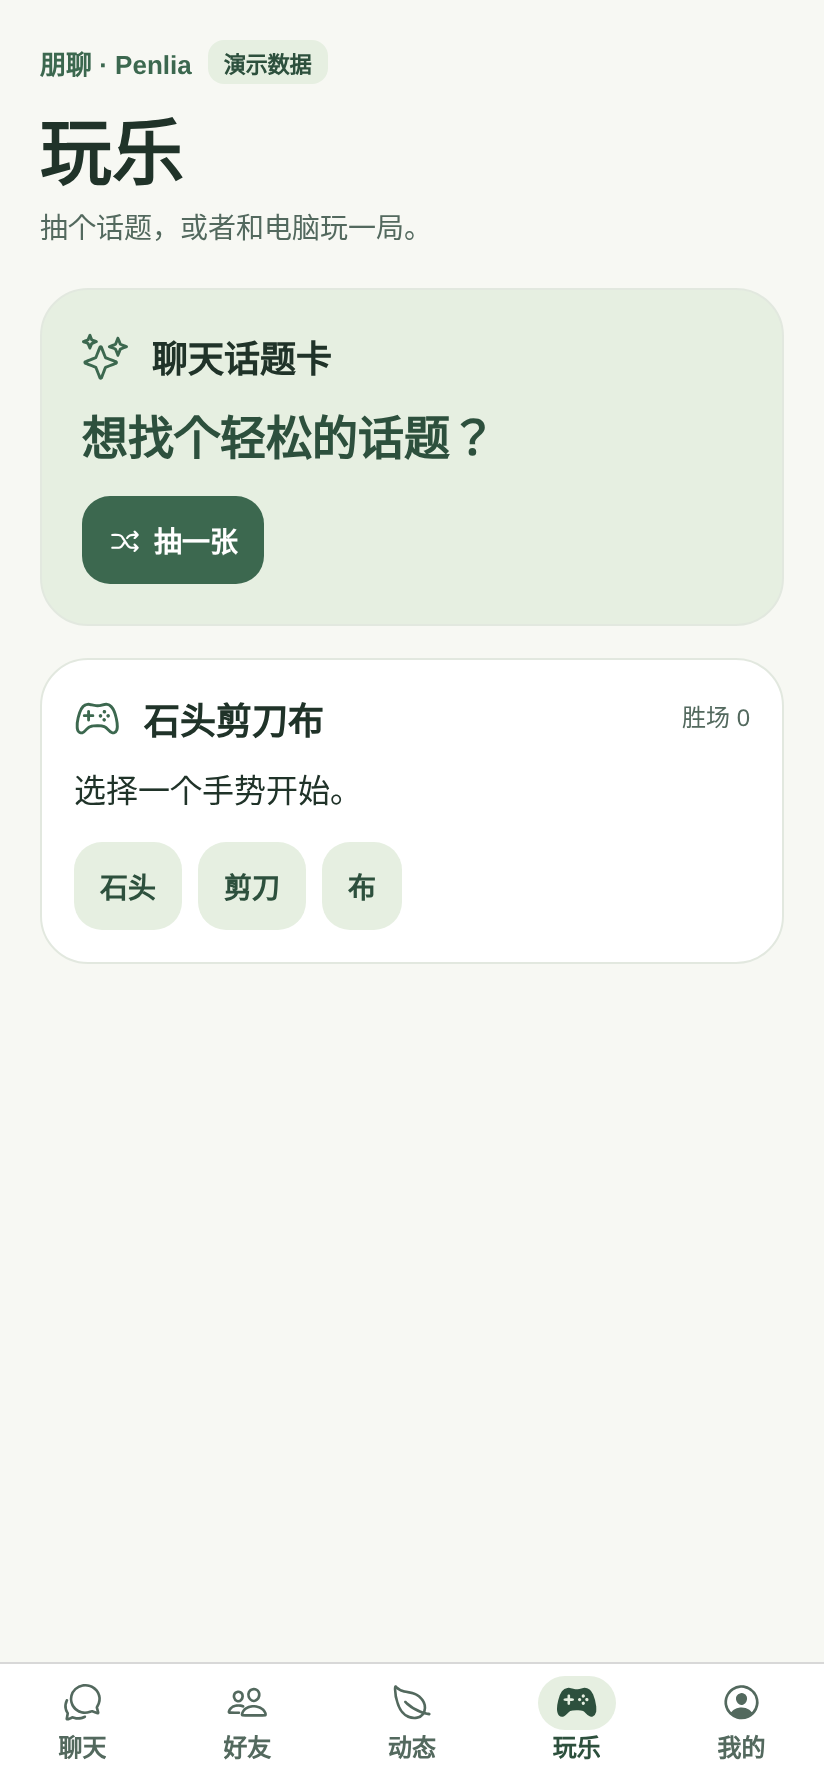 朋聊 · Penlia 演示数据
玩乐
抽个话题，或者和电脑玩一局。
聊天话题卡
想找个轻松的话题？
抽一张
石头剪刀布 胜场 0
选择一个手势开始。
石头 剪刀 布
聊天 好友 动态 玩乐 我的